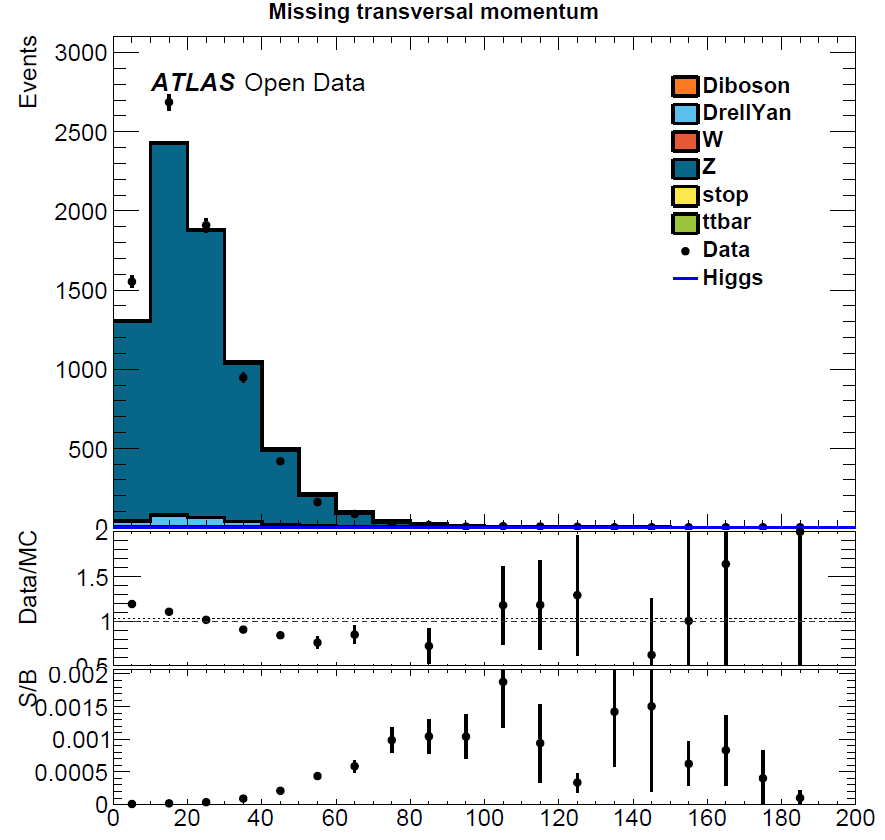 Missing transversal momentum
Events
3000
2500
2000
1500
1000
500
0
ATLAS Open Data
Diboson
DrellYan
W
Z
stop
ttbar
Data
Higgs
Data/MC
2
1.5
1
0.5
S/B
0.002
0.0015
0.001
0.0005
0
0 20 40 60 80 100 120 140 160 180 200